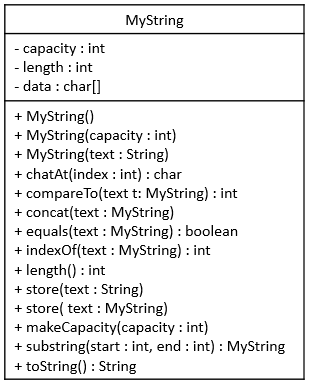 MyString
- capacity : int
- length : int
- data : char[]
+ MyString()
+ MyString(capacity : int)
+ MyString(text : String)
+ chatAt(index : int) : char
+ compareTo(text t: MyString) : int
+ concat(text : MyString)
+ equals(text : MyString) : boolean
+ indexOf(text : MyString) : int
+ length() : int
+ store(text : String)
+ store( text : MyString)
+ makeCapacity(capacity : int)
+ substring(start : int, end : int) : MyString
+ toString() : String